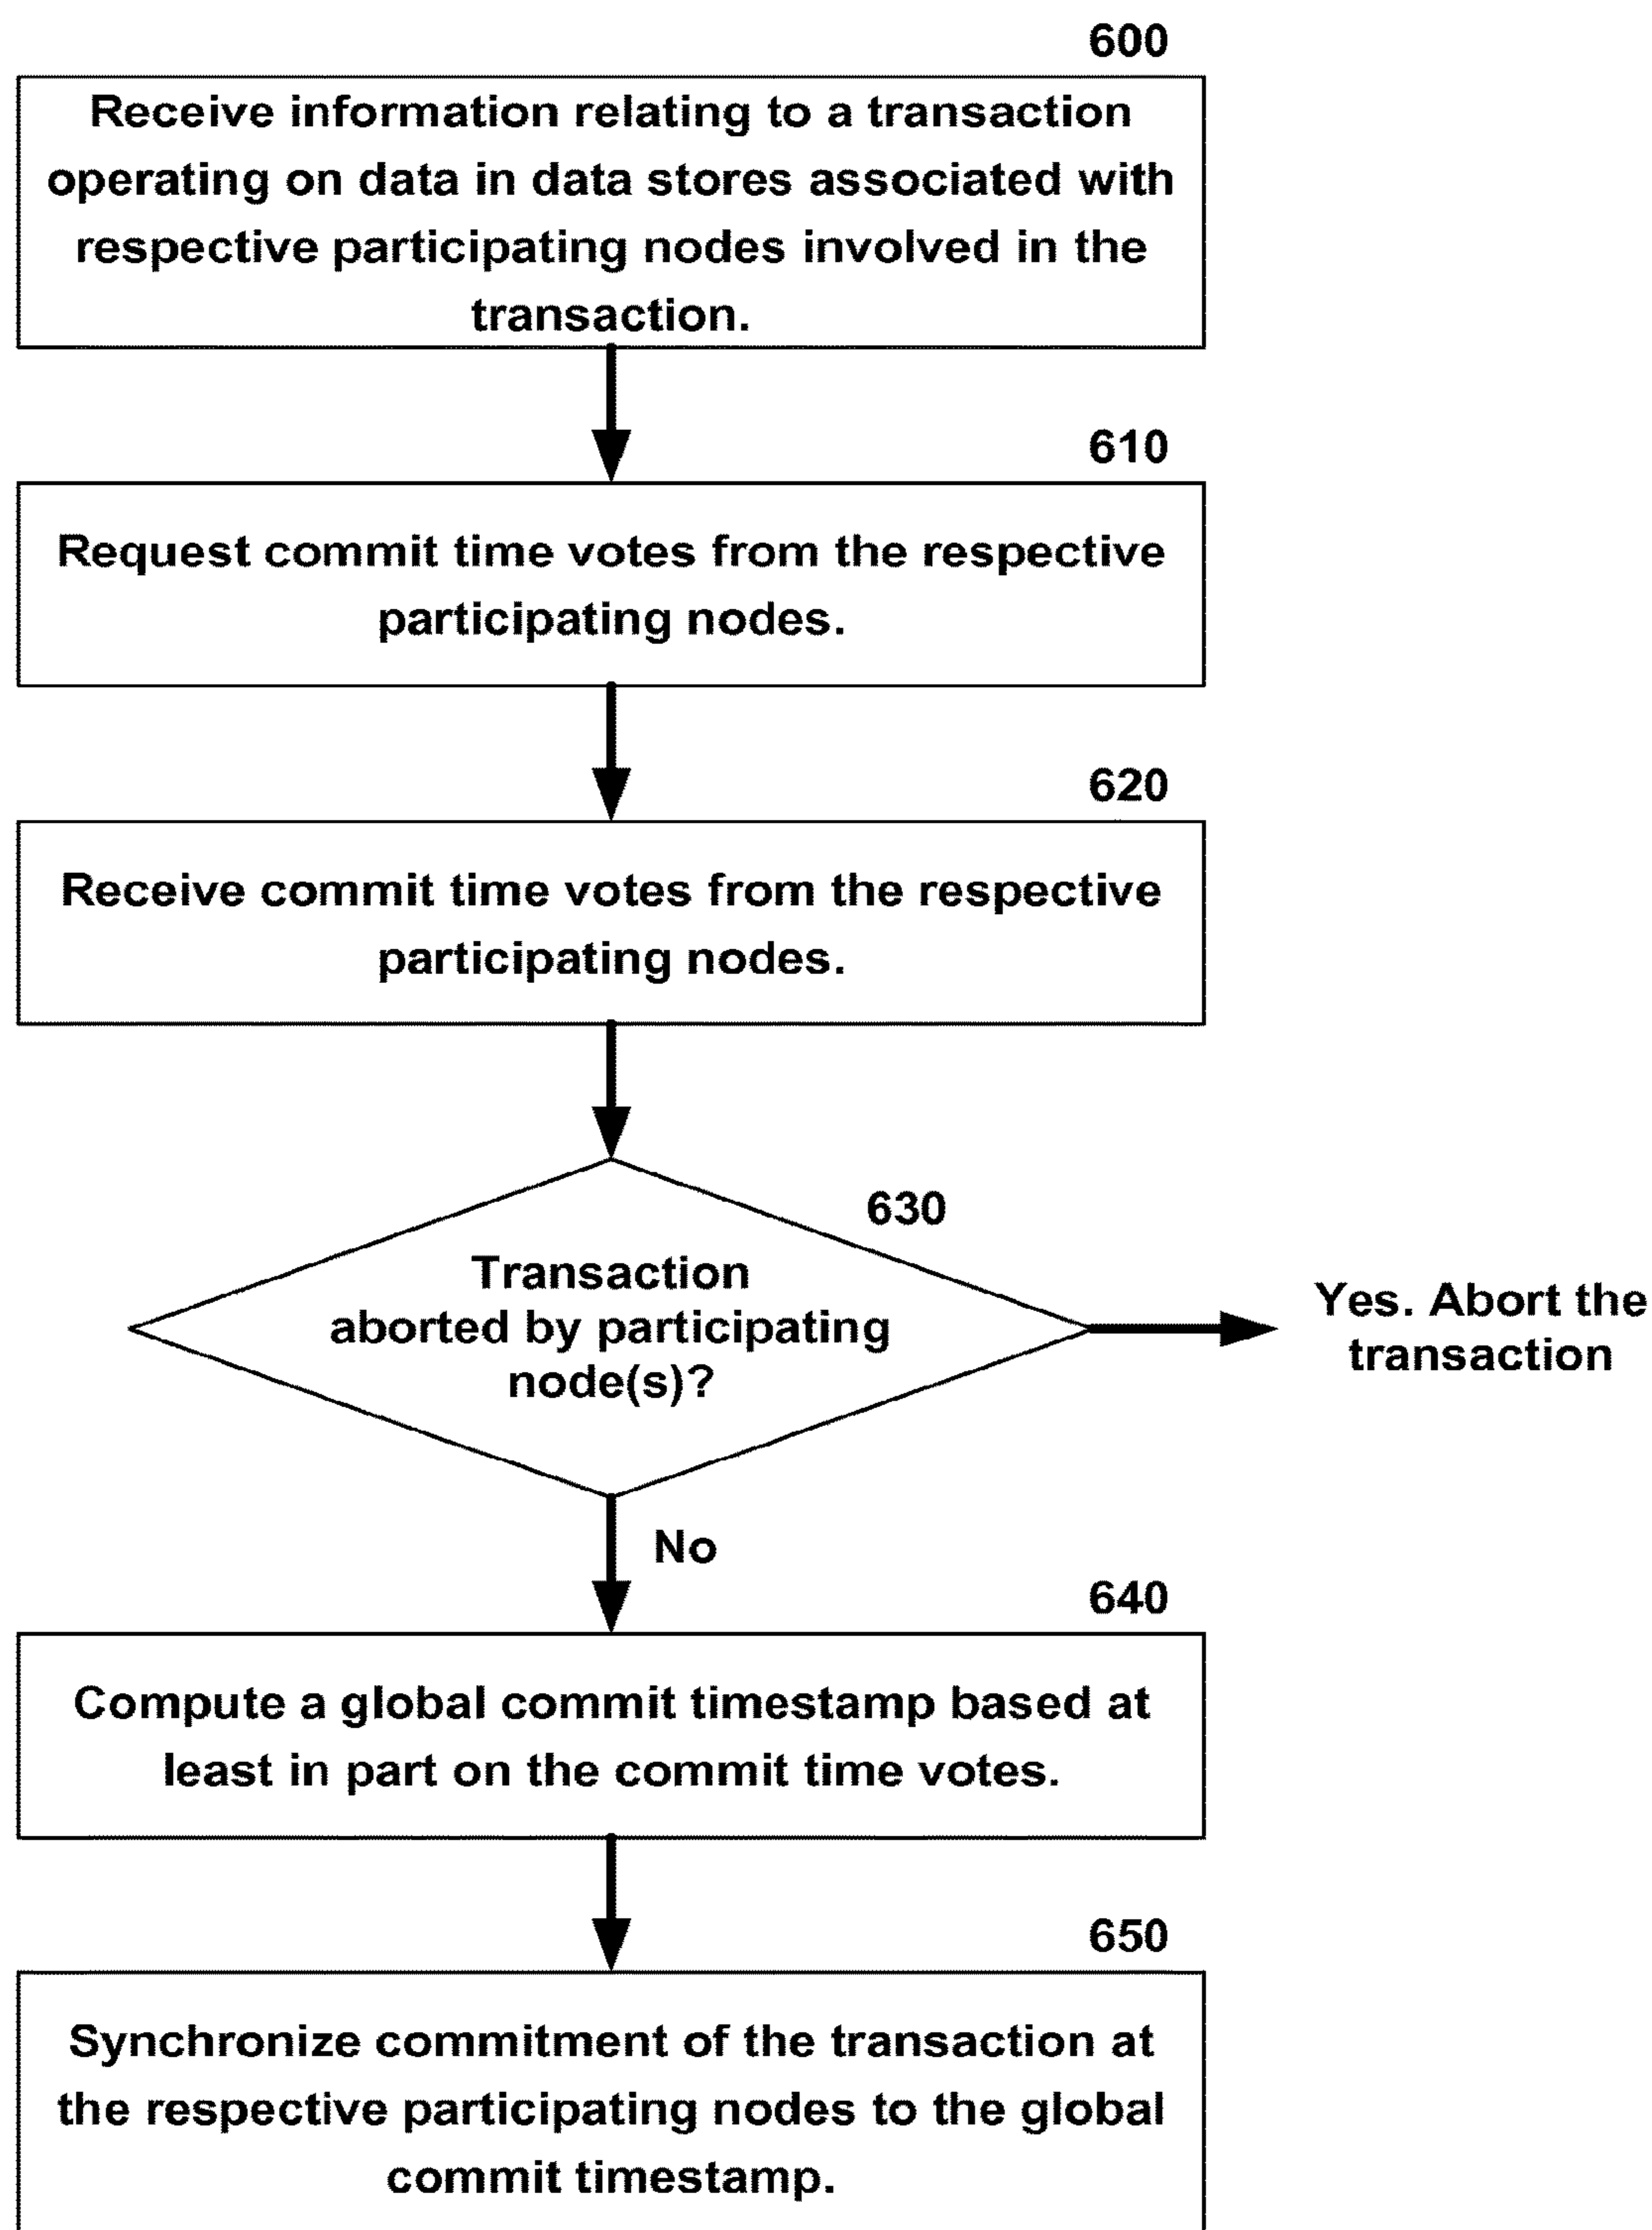 600
Receive information relating to a transaction
operating on data in data stores associated with
respective participating nodes involved in the
transaction.
610
Request commit time votes from the respective
participating nodes.
620
Receive commit time votes from the respective
participating nodes.
630
Transaction
aborted by participating
node(s)?
Yes. Abort the
transaction
No
640
Compute a global commit timestamp based at
least in part on the commit time votes.
650
Synchronize commitment of the transaction at
the respective participating nodes to the global
commit timestamp.